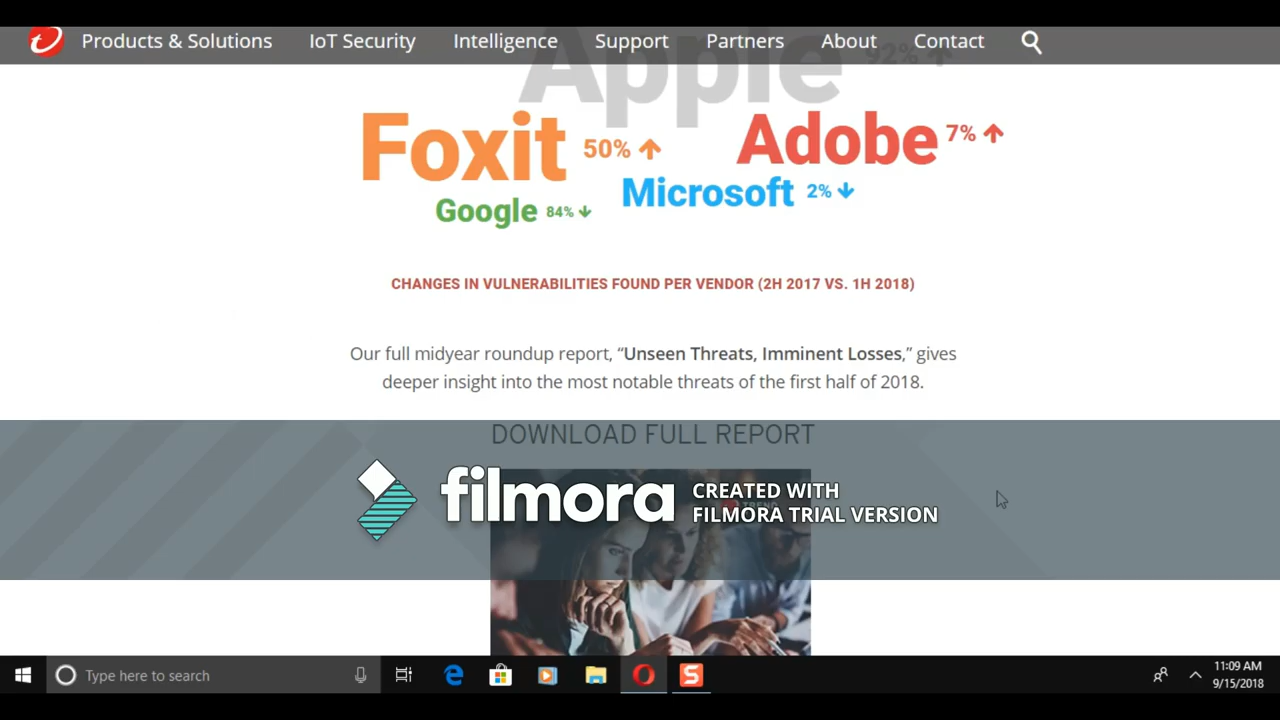 Products & Solutions IoT Security Intelligence Support Partners About Contact
Apple 92%
Foxit 50% Adobe 7%
Microsoft 2%
Google 84%
CHANGES IN VULNERABILITIES FOUND PER VENDOR (2H 2017 VS. 1H 2018)
Our full midyear roundup report, “Unseen Threats, Imminent Losses,” gives
deeper insight into the most notable threats of the first half of 2018.
DOWNLOAD FULL REPORT
filmora CREATED WITH
FILMORA TRIAL VERSION
TREND
Type here to search
11:09 AM
9/15/2018